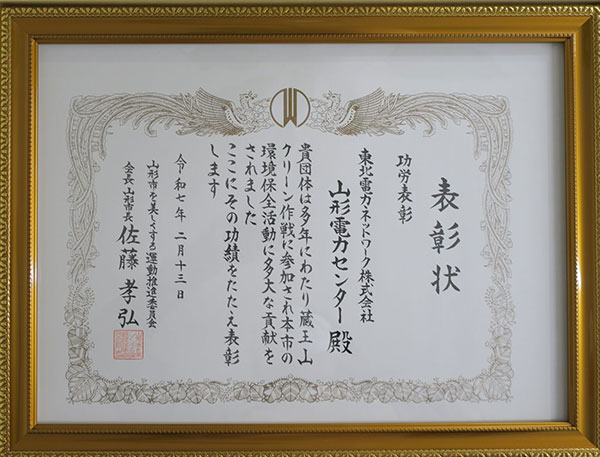 表彰状
功労表彰
東北電力ネットワーク株式会社
山形電力センター 殿
貴団体は多年にわたり蔵王山
クリーン作戦に参加され本市の
環境保全活動に多大な貢献を
されました
ここにその功績をたたえ表彰
します
令和七年二月十三日
山形市を美しくする運動推進委員会
会長 山形市長 佐藤孝弘